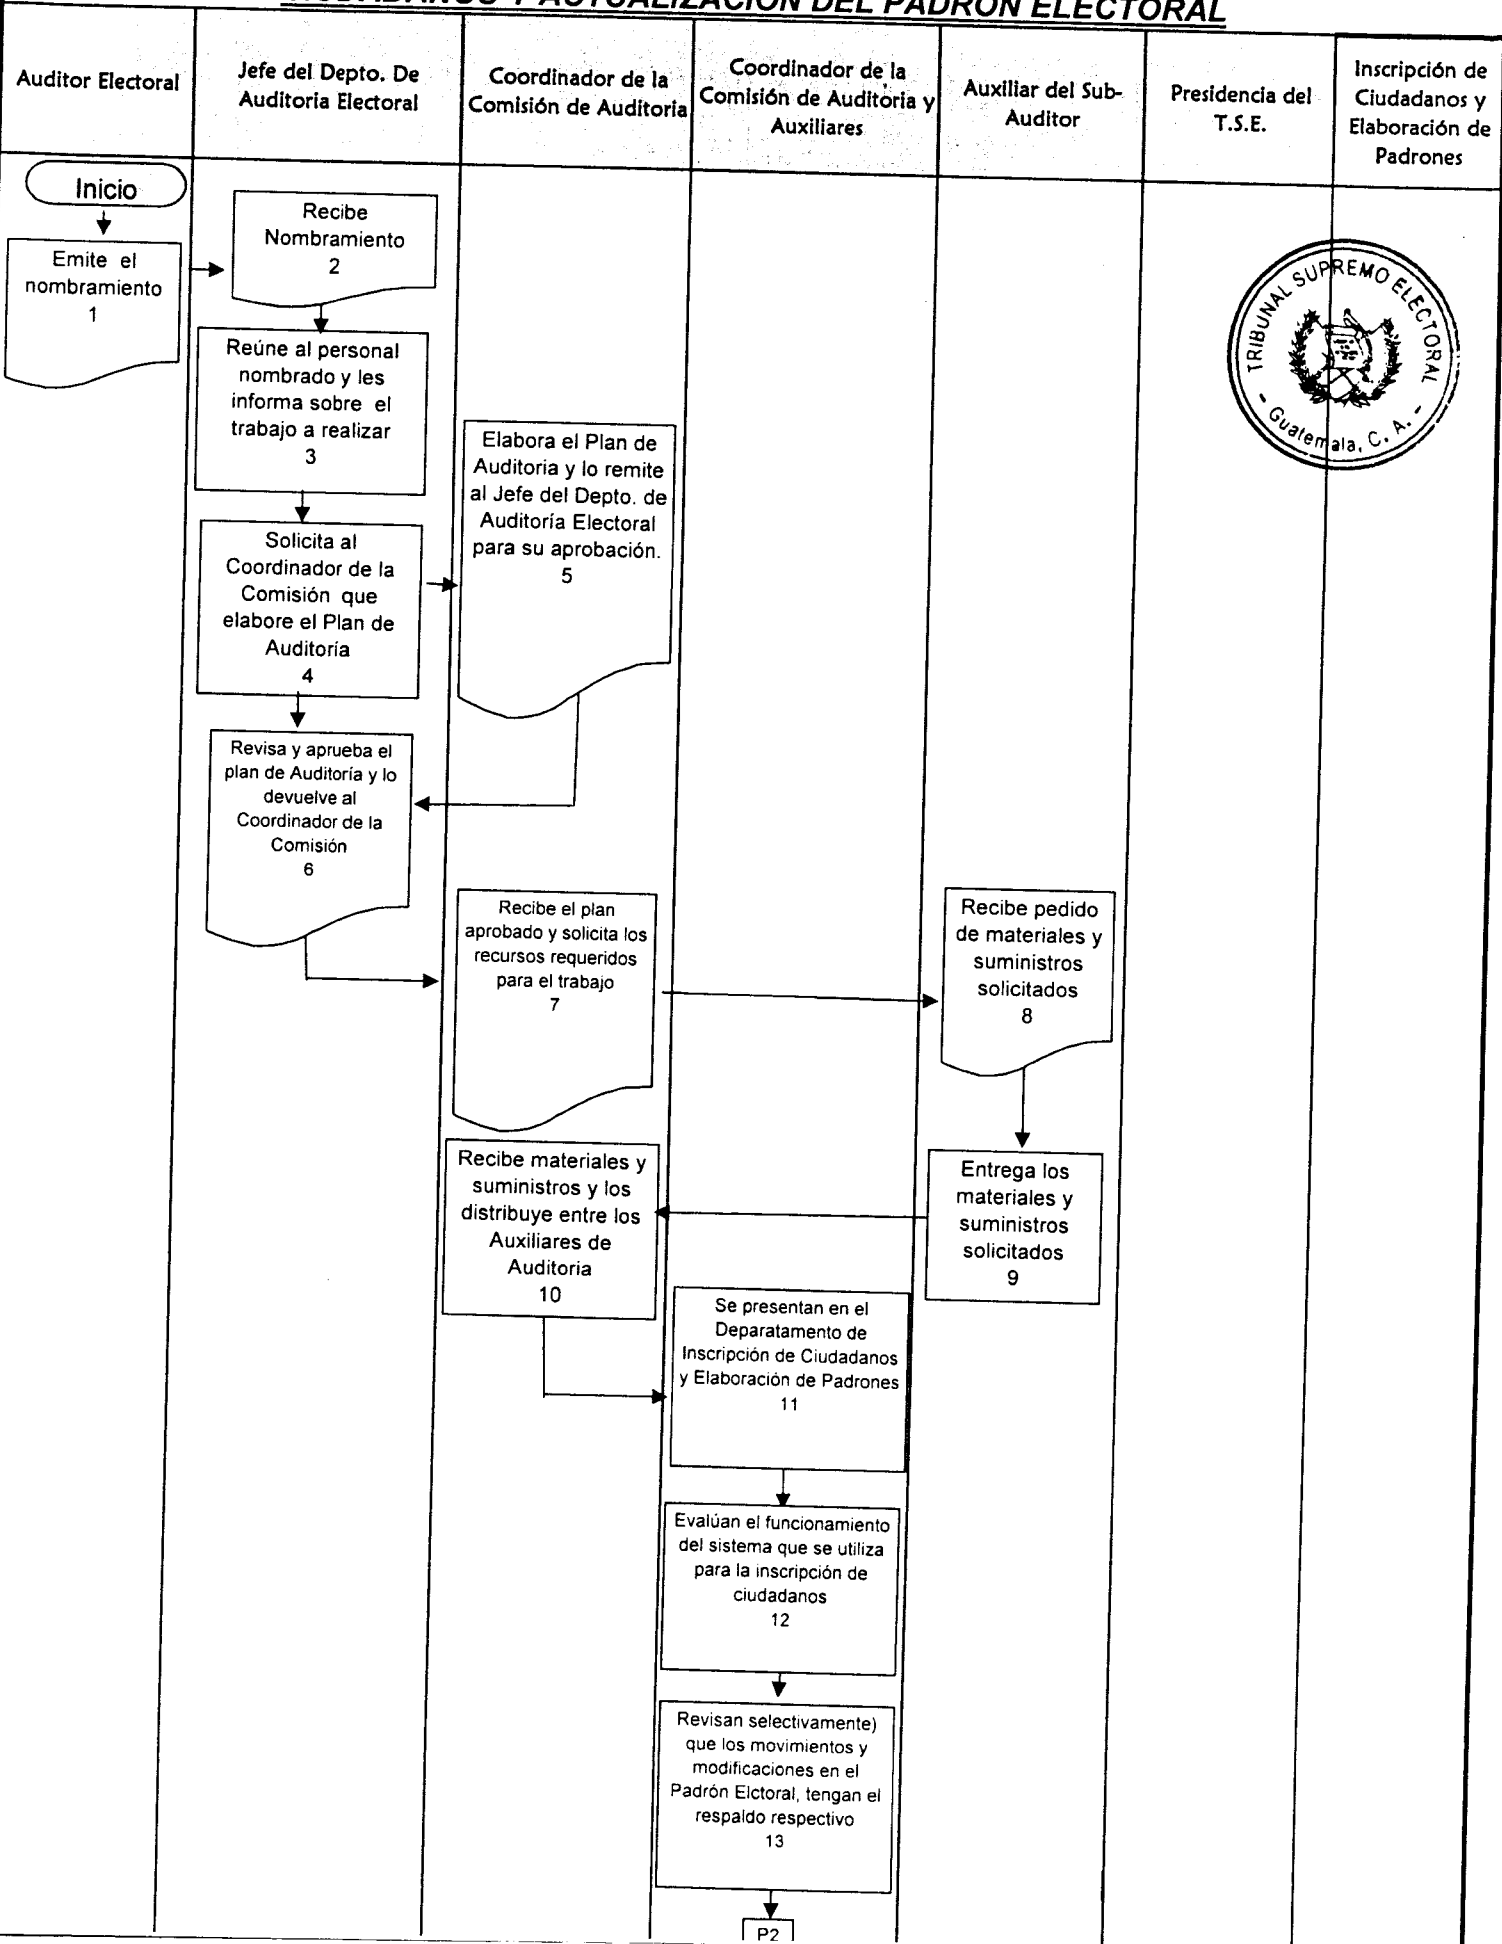 Y ACTUALIZACIÓN DEL PADRÓN ELECTORAL
Auditor Electoral
Jefe del Depto. De
Auditoria Electoral
Coordinador de la
Comisión de Auditoria
Coordinador de la
Comisión de Auditoria y
Auxiliares
Auxiliar del Sub-
Auditor
Presidencia del
T.S.E.
Inscripción de
Ciudadanos y
Elaboración de
Padrones
Inicio
Emite el
nombramiento
1
Recibe
Nombramiento
2
TRIBUNAL SUPREMO ELECTORAL
- Guatemala, C. A. -
Reúne al personal
nombrado y les
informa sobre el
trabajo a realizar
3
Solicita al
Coordinador de la
Comisión que
elabore el Plan de
Auditoría
4
Elabora el Plan de
Auditoria y lo remite
al Jefe del Depto. de
Auditoría Electoral
para su aprobación.
5
Revisa y aprueba el
plan de Auditoría y lo
devuelve al
Coordinador de la
Comisión
6
Recibe el plan
aprobado y solicita los
recursos requeridos
para el trabajo
7
Recibe pedido
de materiales y
suministros
solicitados
8
Entrega los
materiales y
suministros
solicitados
9
Recibe materiales y
suministros y los
distribuye entre los
Auxiliares de
Auditoria
10
Se presentan en el
Deparatamento de
Inscripción de Ciudadanos
y Elaboración de Padrones
11
Evalúan el funcionamiento
del sistema que se utiliza
para la inscripción de
ciudadanos
12
Revisan selectivamente)
que los movimientos y
modificaciones en el
Padrón Elctoral, tengan el
respaldo respectivo
13
P2